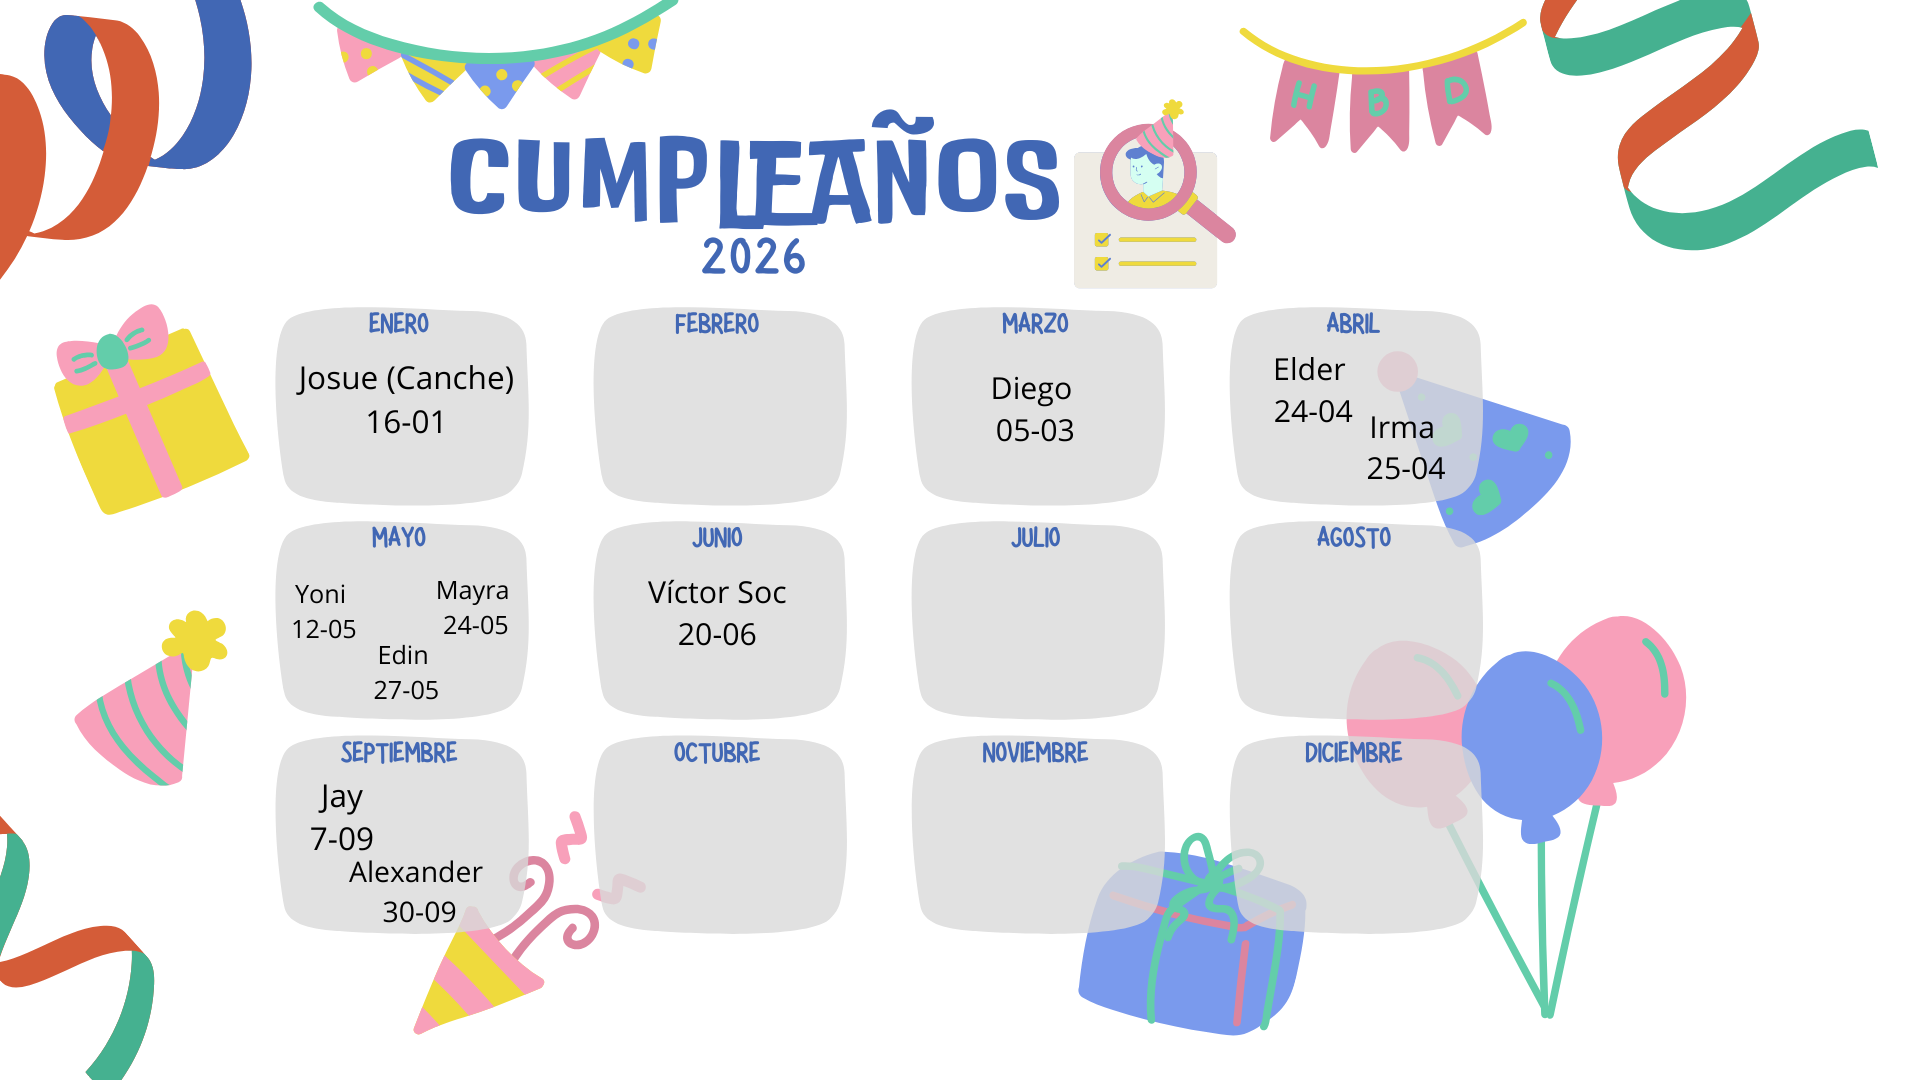 H B D
CUMPLEAÑOS
2026
ENERO
Josue (Canche)
16-01
FEBRERO
MARZO
Diego
05-03
ABRIL
Elder
24-04
Irma
25-04
MAYO
Yoni
12-05
Mayra
24-05
Edin
27-05
JUNIO
Víctor Soc
20-06
JULIO
AGOSTO
SEPTIEMBRE
Jay
7-09
Alexander
30-09
OCTUBRE
NOVIEMBRE
DICIEMBRE